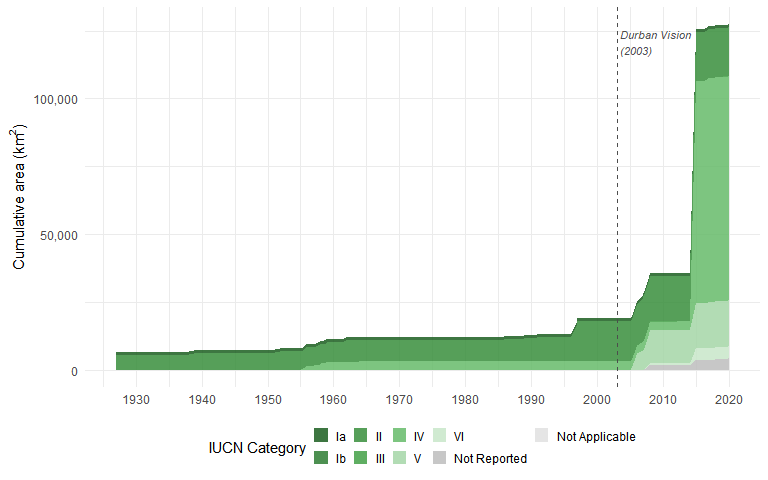 Durban Vision
(2003)
100,000
50,000
0
Cumulative area (km²)
1930 1940 1950 1960 1970 1980 1990 2000 2010 2020
IUCN Category
Ia II IV VI Not Applicable
Ib III V Not Reported